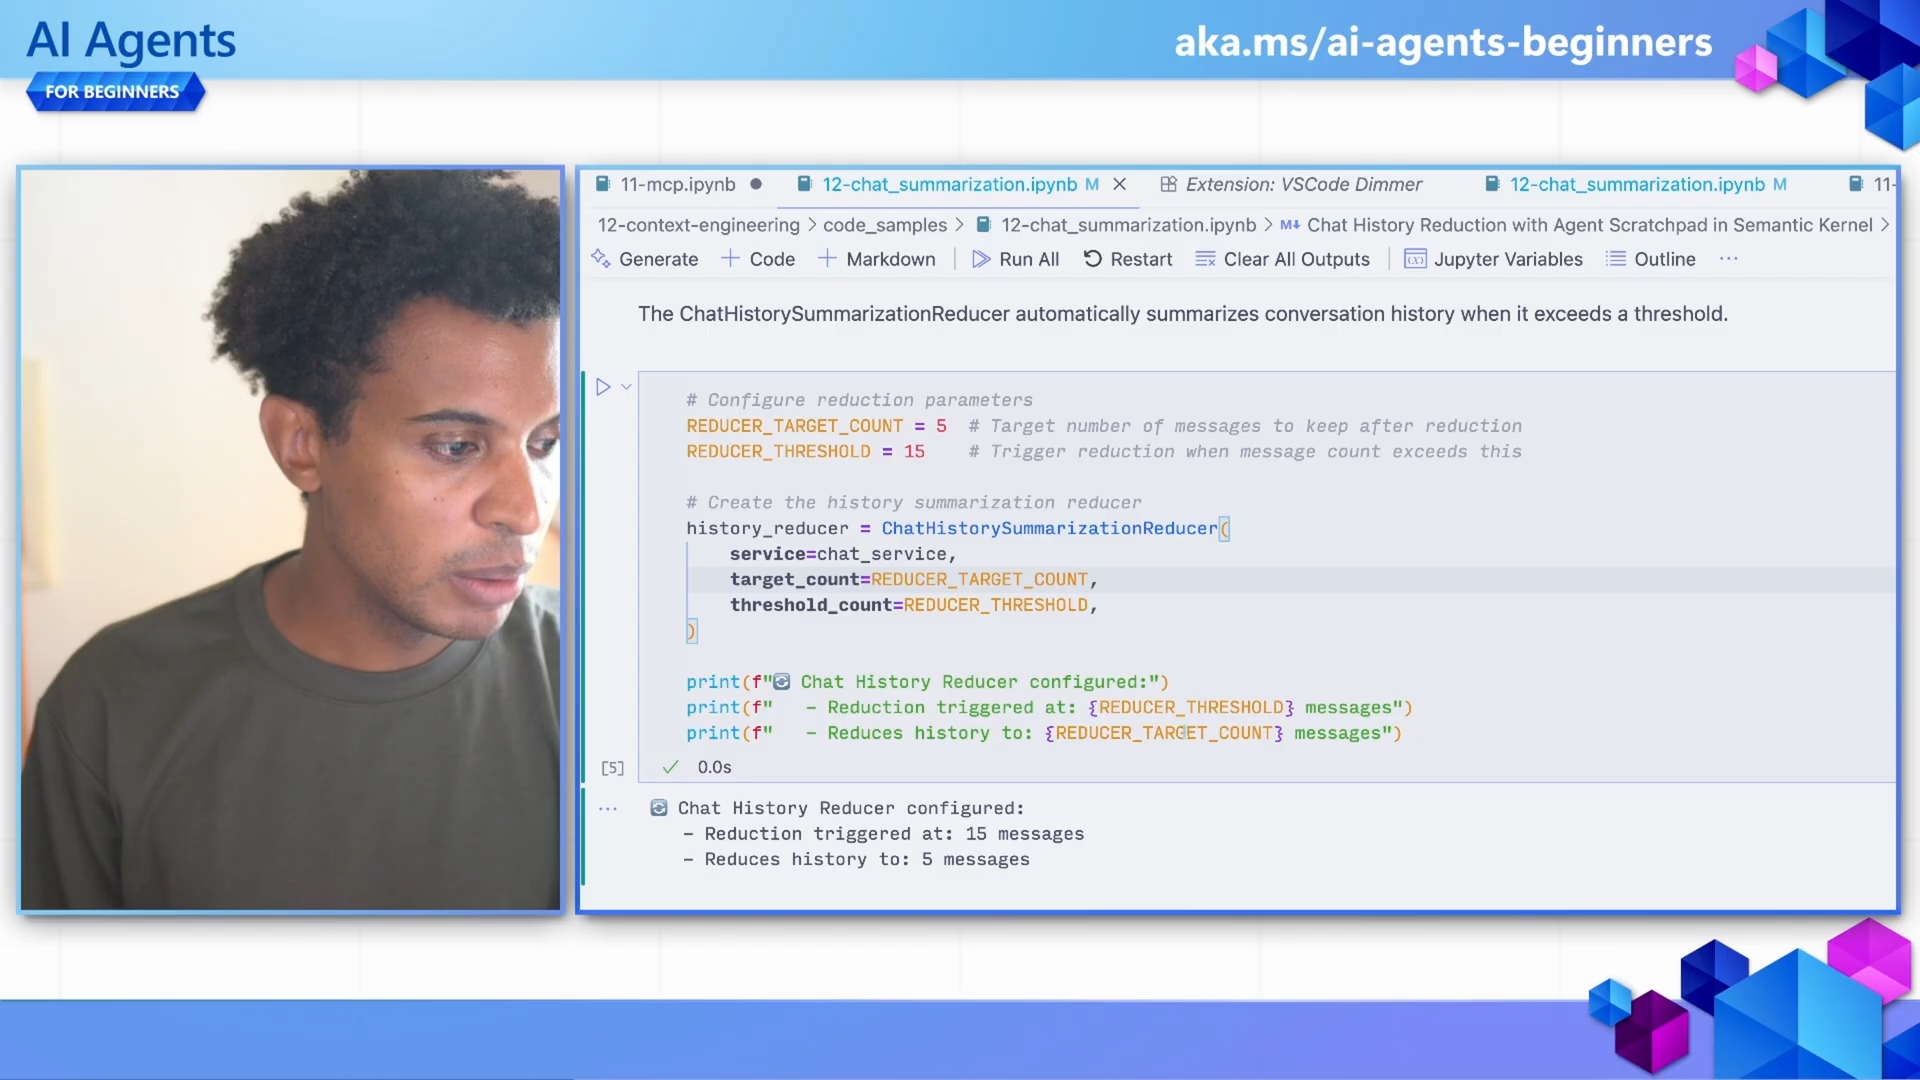 AI Agents
FOR BEGINNERS
aka.ms/ai-agents-beginners
11-mcp.ipynb
12-chat_summarization.ipynb M
Extension: VSCode Dimmer
12-chat_summarization.ipynb M
11-
12-context-engineering > code_samples > 12-chat_summarization.ipynb > M↓ Chat History Reduction with Agent Scratchpad in Semantic Kernel >
Generate + Code + Markdown | Run All Restart Clear All Outputs | Jupyter Variables Outline ...
The ChatHistorySummarizationReducer automatically summarizes conversation history when it exceeds a threshold.
# Configure reduction parameters
REDUCER_TARGET_COUNT = 5 # Target number of messages to keep after reduction
REDUCER_THRESHOLD = 15 # Trigger reduction when message count exceeds this
# Create the history summarization reducer
history_reducer = ChatHistorySummarizationReducer(
service=chat_service,
target_count=REDUCER_TARGET_COUNT,
threshold_count=REDUCER_THRESHOLD,
)
print(f"🔄 Chat History Reducer configured:")
print(f"   - Reduction triggered at: {REDUCER_THRESHOLD} messages")
print(f"   - Reduces history to: {REDUCER_TARGET_COUNT} messages")
[5] ✓ 0.0s
... 🔄 Chat History Reducer configured:
- Reduction triggered at: 15 messages
- Reduces history to: 5 messages